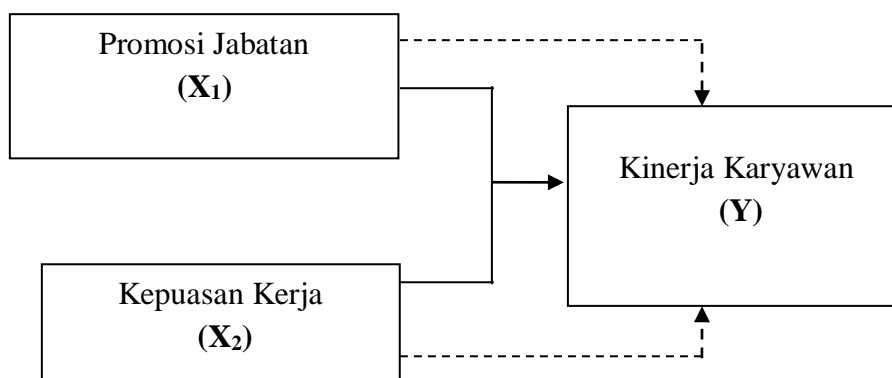 Promosi Jabatan
(X₁)
Kinerja Karyawan
(Y)
Kepuasan Kerja
(X₂)